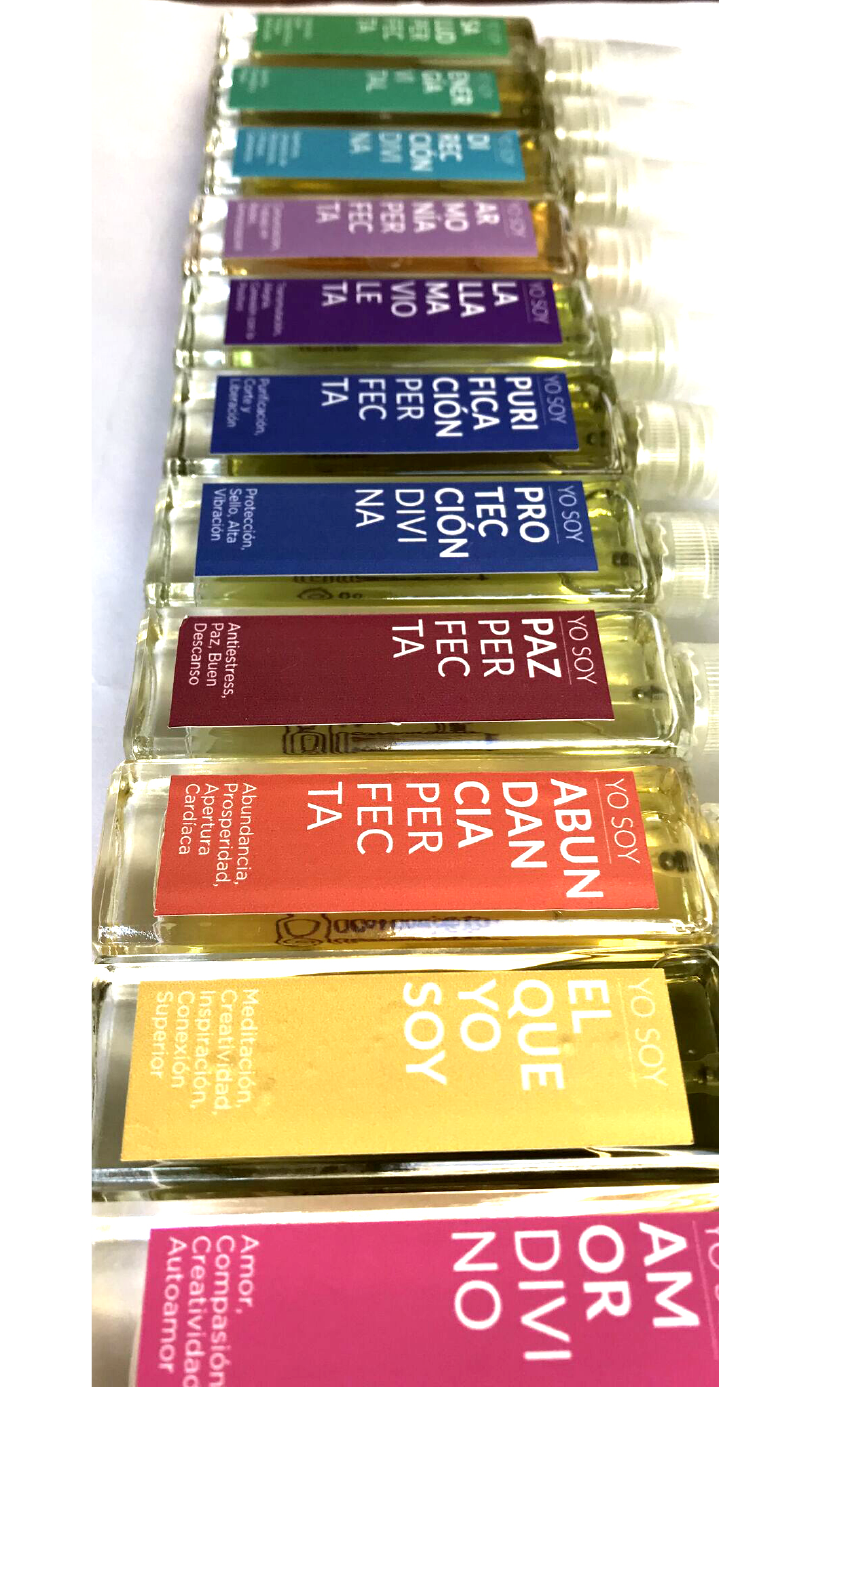 SA
LUD
PER
FEC
TA
ENER
GÍA
VI
TAL
YO SOY
DI
REC
CIÓN
DIVI
NA
YO SOY
AR
MO
NÍA
PER
FEC
TA
YO SOY
LA
LLA
MA
VIO
LE
TA
YO SOY
PURI
FICA
CIÓN
PER
FEC
TA
Purificación,
Corte y
Liberación
YO SOY
PRO
TEC
CIÓN
DIVI
NA
Protección,
Sello, Alta
Vibración
YO SOY
PAZ
PER
FEC
TA
Antiestress,
Paz, Buen
Descanso
YO SOY
ABUN
DAN
CIA
PER
FEC
TA
Abundancia,
Prosperidad,
Apertura
Cardíaca
YO SOY
EL
QUE
YO
SOY
Meditación,
Creatividad,
Inspiración,
Conexión
Superior
YO
AM
OR
DIVI
NO
Amor,
Compasión
Creatividad
Autoamor